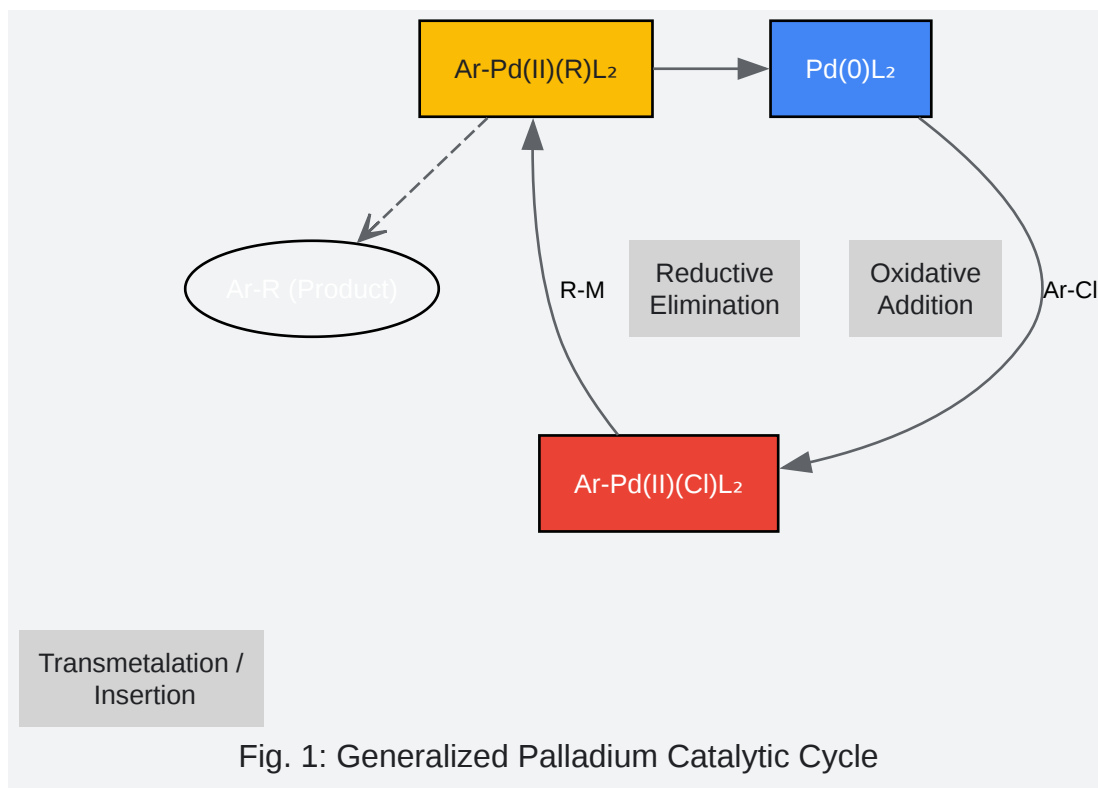 Ar-Pd(II)(R)L₂
Pd(0)L₂
Ar-R (Product)
R-M
Reductive
Elimination
Oxidative
Addition
Ar-Cl
Ar-Pd(II)(Cl)L₂
Transmetalation /
Insertion
Fig. 1: Generalized Palladium Catalytic Cycle